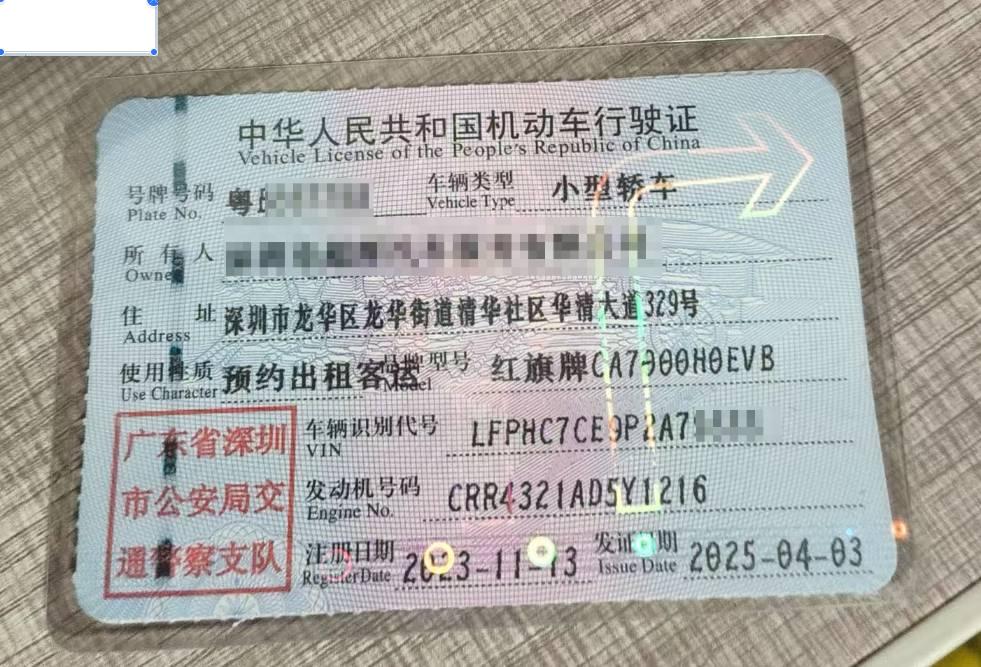 中华人民共和国机动车行驶证
Vehicle License of the People's Republic of China
号牌号码 粤B 车辆类型 小型轿车
Plate No. Vehicle Type
所有人
Owner
住址 深圳市龙华区龙华街道清华社区华清大道329号
Address
使用性质 预约出租客运 品牌型号 红旗牌CA7000H0EVB
Use Character Model
广东省深圳
市公安局交
通警察支队
车辆识别代号 LFPHC7CE9P2A7
VIN
发动机号码 CRR4321AD5Y1216
Engine No.
注册日期 2023-11-13 发证日期 2025-04-03
Register Date Issue Date